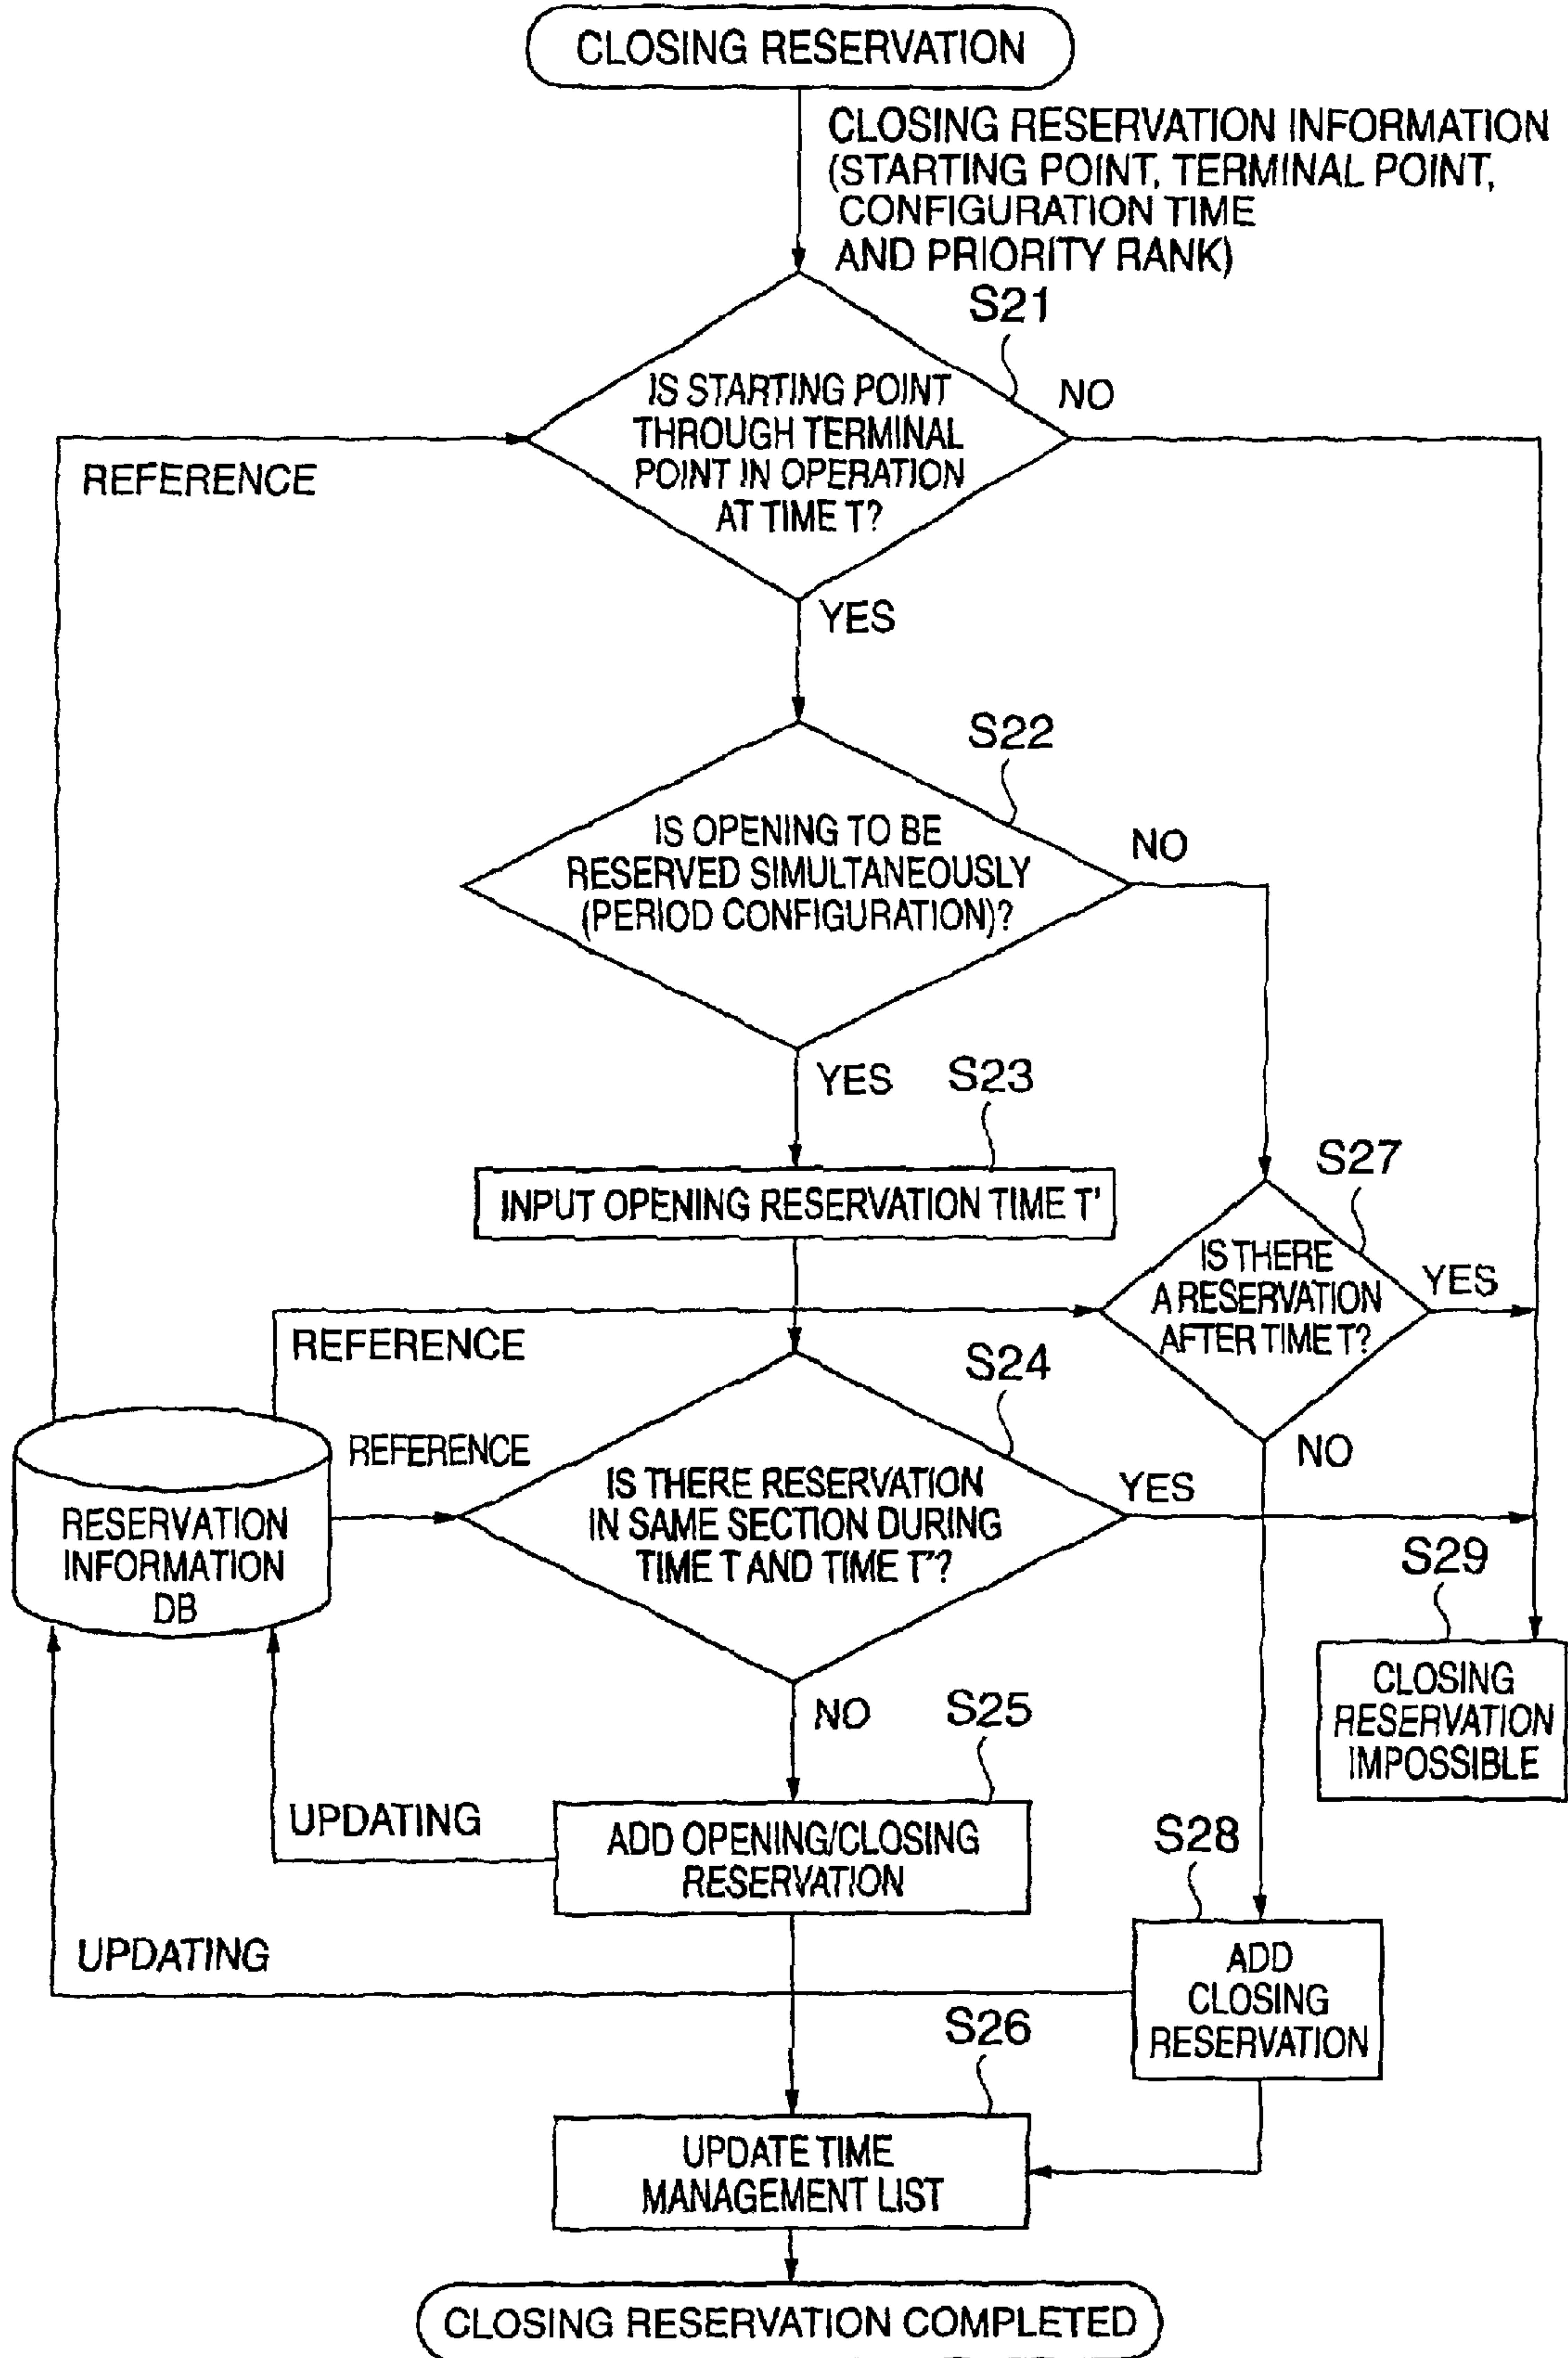 CLOSING RESERVATION
CLOSING RESERVATION INFORMATION
(STARTING POINT, TERMINAL POINT,
CONFIGURATION TIME
AND PRIORITY RANK)
S21
IS STARTING POINT
THROUGH TERMINAL
POINT IN OPERATION
AT TIME T?
NO
REFERENCE
YES
S22
IS OPENING TO BE
RESERVED SIMULTANEOUSLY
(PERIOD CONFIGURATION)?
NO
YES
S23
INPUT OPENING RESERVATION TIME T'
S27
IS THERE
A RESERVATION
AFTER TIME T?
YES
REFERENCE
S24
NO
REFERENCE
IS THERE RESERVATION
IN SAME SECTION DURING
TIME T AND TIME T'?
YES
RESERVATION
INFORMATION
DB
S29
CLOSING
RESERVATION
IMPOSSIBLE
NO
S25
UPDATING
ADD OPENING/CLOSING
RESERVATION
S28
ADD
CLOSING
RESERVATION
UPDATING
S26
UPDATE TIME
MANAGEMENT LIST
CLOSING RESERVATION COMPLETED